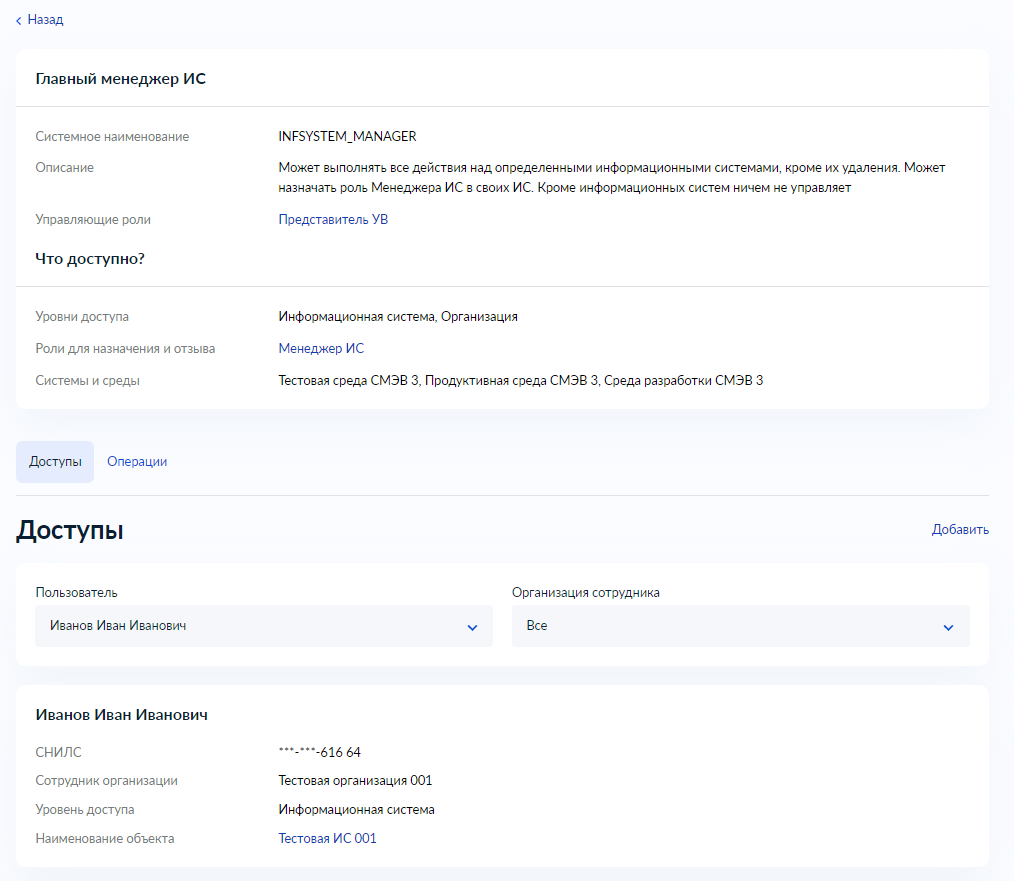 Назад
Главный менеджер ИС
Системное наименование INFSYSTEM_MANAGER
Описание Может выполнять все действия над определенными информационными системами, кроме их удаления. Может
назначать роль Менеджера ИС в своих ИС. Кроме информационных систем ничем не управляет
Управляющие роли Представитель УВ
Что доступно?
Уровни доступа Информационная система, Организация
Роли для назначения и отзыва Менеджер ИС
Системы и среды Тестовая среда СМЭВ 3, Продуктивная среда СМЭВ 3, Среда разработки СМЭВ 3
Доступы Операции
Доступы Добавить
Пользователь Организация сотрудника
Иванов Иван Иванович Все
Иванов Иван Иванович
СНИЛС ***-***-616 64
Сотрудник организации Тестовая организация 001
Уровень доступа Информационная система
Наименование объекта Тестовая ИС 001